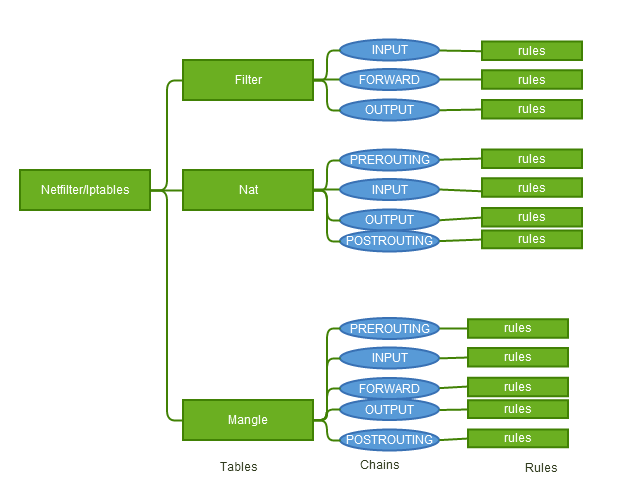 Netfilter/Iptables
Filter
INPUT
rules
FORWARD
rules
OUTPUT
rules
Nat
PREROUTING
rules
INPUT
rules
OUTPUT
rules
POSTROUTING
rules
Mangle
PREROUTING
rules
INPUT
rules
FORWARD
rules
OUTPUT
rules
POSTROUTING
rules
Tables
Chains
Rules